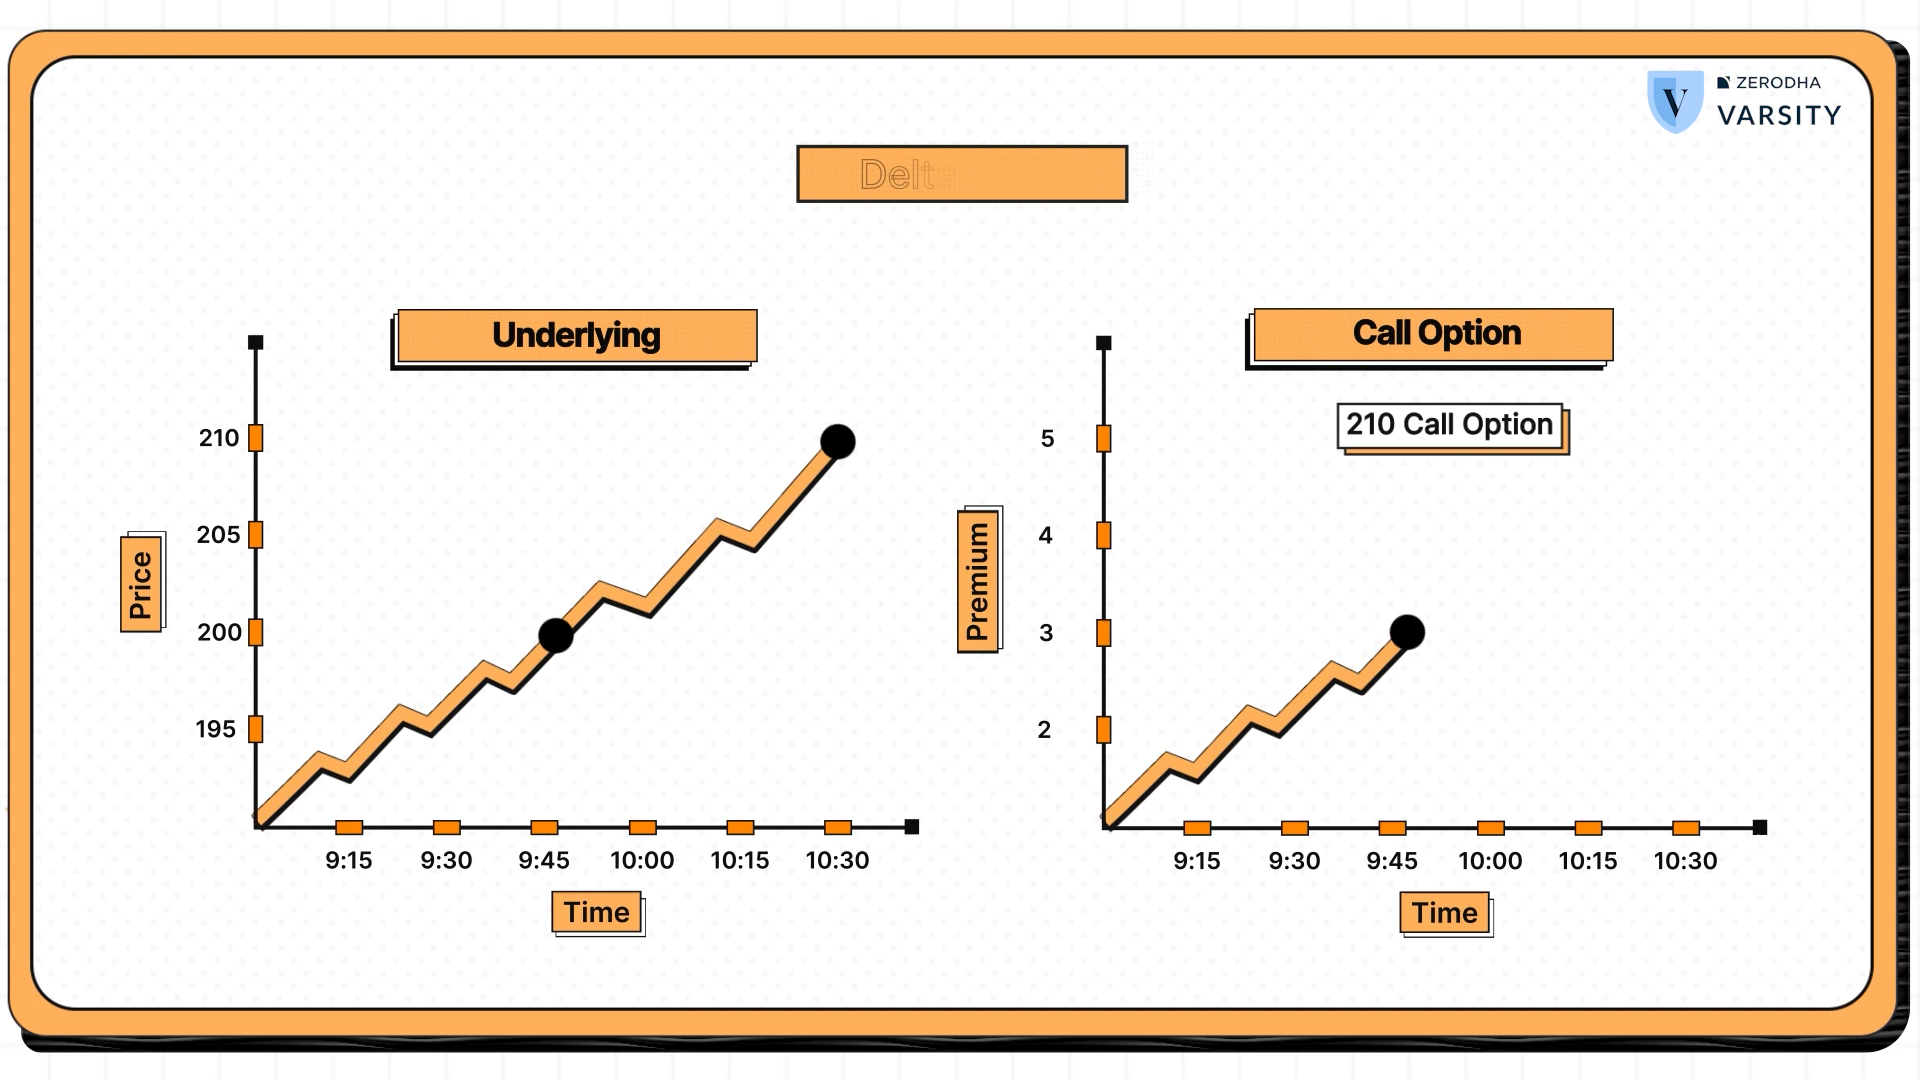 ZERODHA
VARSITY
Delt
Underlying
Call Option
210 Call Option
Price
210
205
200
195
9:15 9:30 9:45 10:00 10:15 10:30
Time
Premium
5
4
3
2
9:15 9:30 9:45 10:00 10:15 10:30
Time